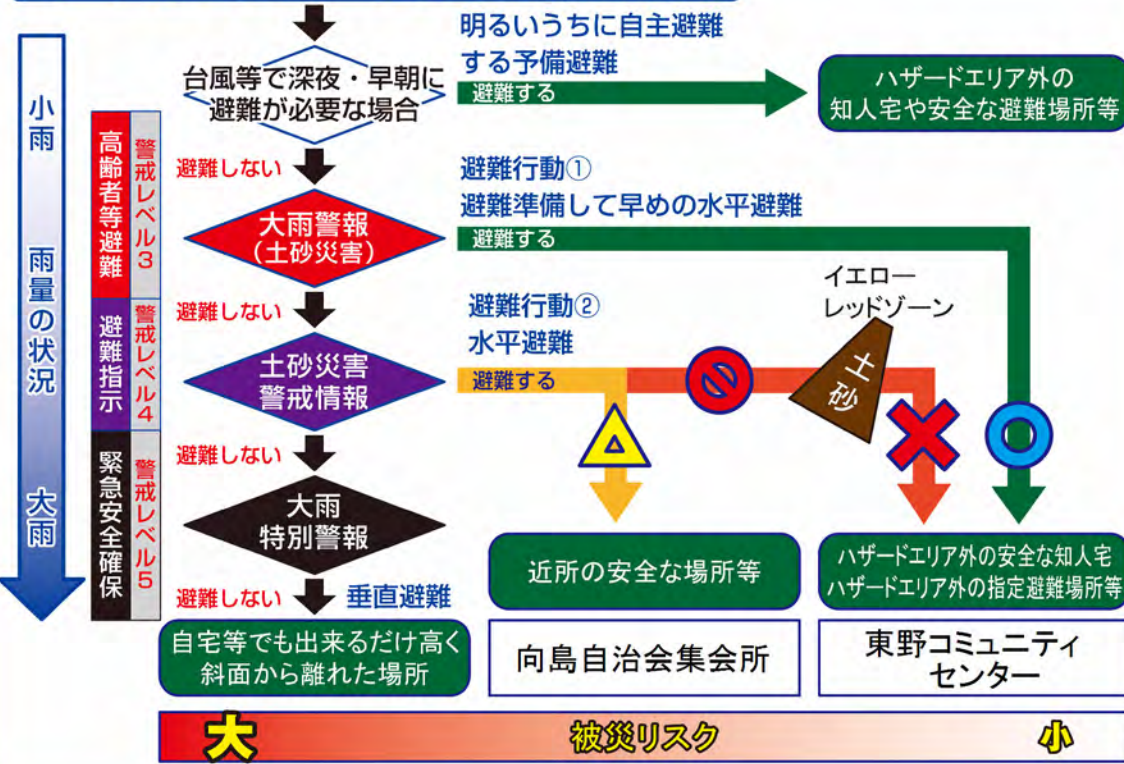 小雨
雨量の状況
大雨
台風等で深夜・早朝に
避難が必要な場合
明るいうちに自主避難
する予備避難
避難する
ハザードエリア外の
知人宅や安全な避難場所等
高齢者等避難
警戒レベル3
避難しない
大雨警報
(土砂災害)
避難行動①
避難準備して早めの水平避難
避難する
避難指示
警戒レベル4
避難しない
土砂災害
警戒情報
避難行動②
水平避難
避難する
イエロー
レッドゾーン
土砂
緊急安全確保
警戒レベル5
避難しない
大雨
特別警報
避難しない
垂直避難
自宅等でも出来るだけ高く
斜面から離れた場所
近所の安全な場所等
向島自治会集会所
ハザードエリア外の安全な知人宅
ハザードエリア外の指定避難場所等
東野コミュニティ
センター
大
被災リスク
小